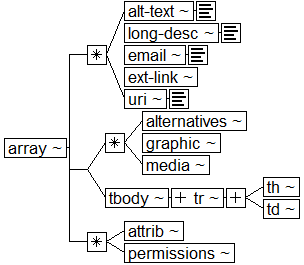 alt-text ~
long-desc ~
email ~
* ext-link ~
uri ~
alternatives ~
* graphic ~
media ~
array ~
tbody ~ + tr ~ + th ~
td ~
* attrib ~
permissions ~